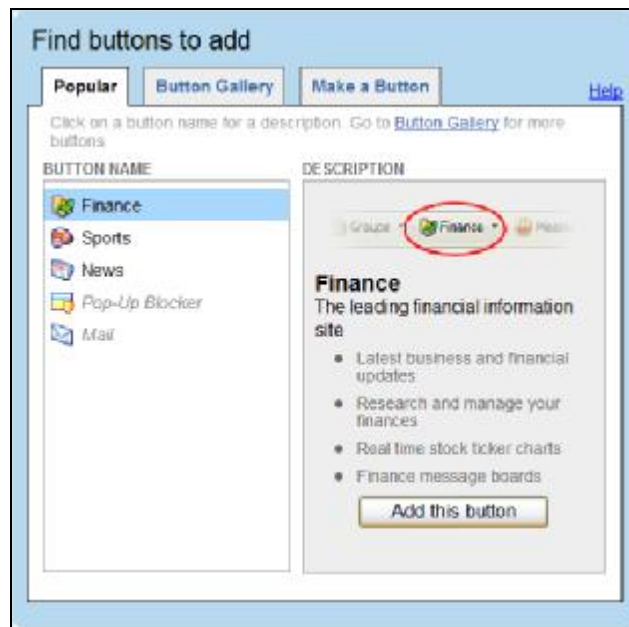 Find buttons to add
Popular
Button Gallery
Make a Button
Help
Click on a button name for a description. Go to Button Gallery for more
buttons
BUTTON NAME
DESCRIPTION
Finance
Sports
News
Pop-Up Blocker
Mail
Groups
Finance
Finance
The leading financial information
site
Latest business and financial
updates
Research and manage your
finances
Real time stock ticker charts
Finance message boards
Add this button